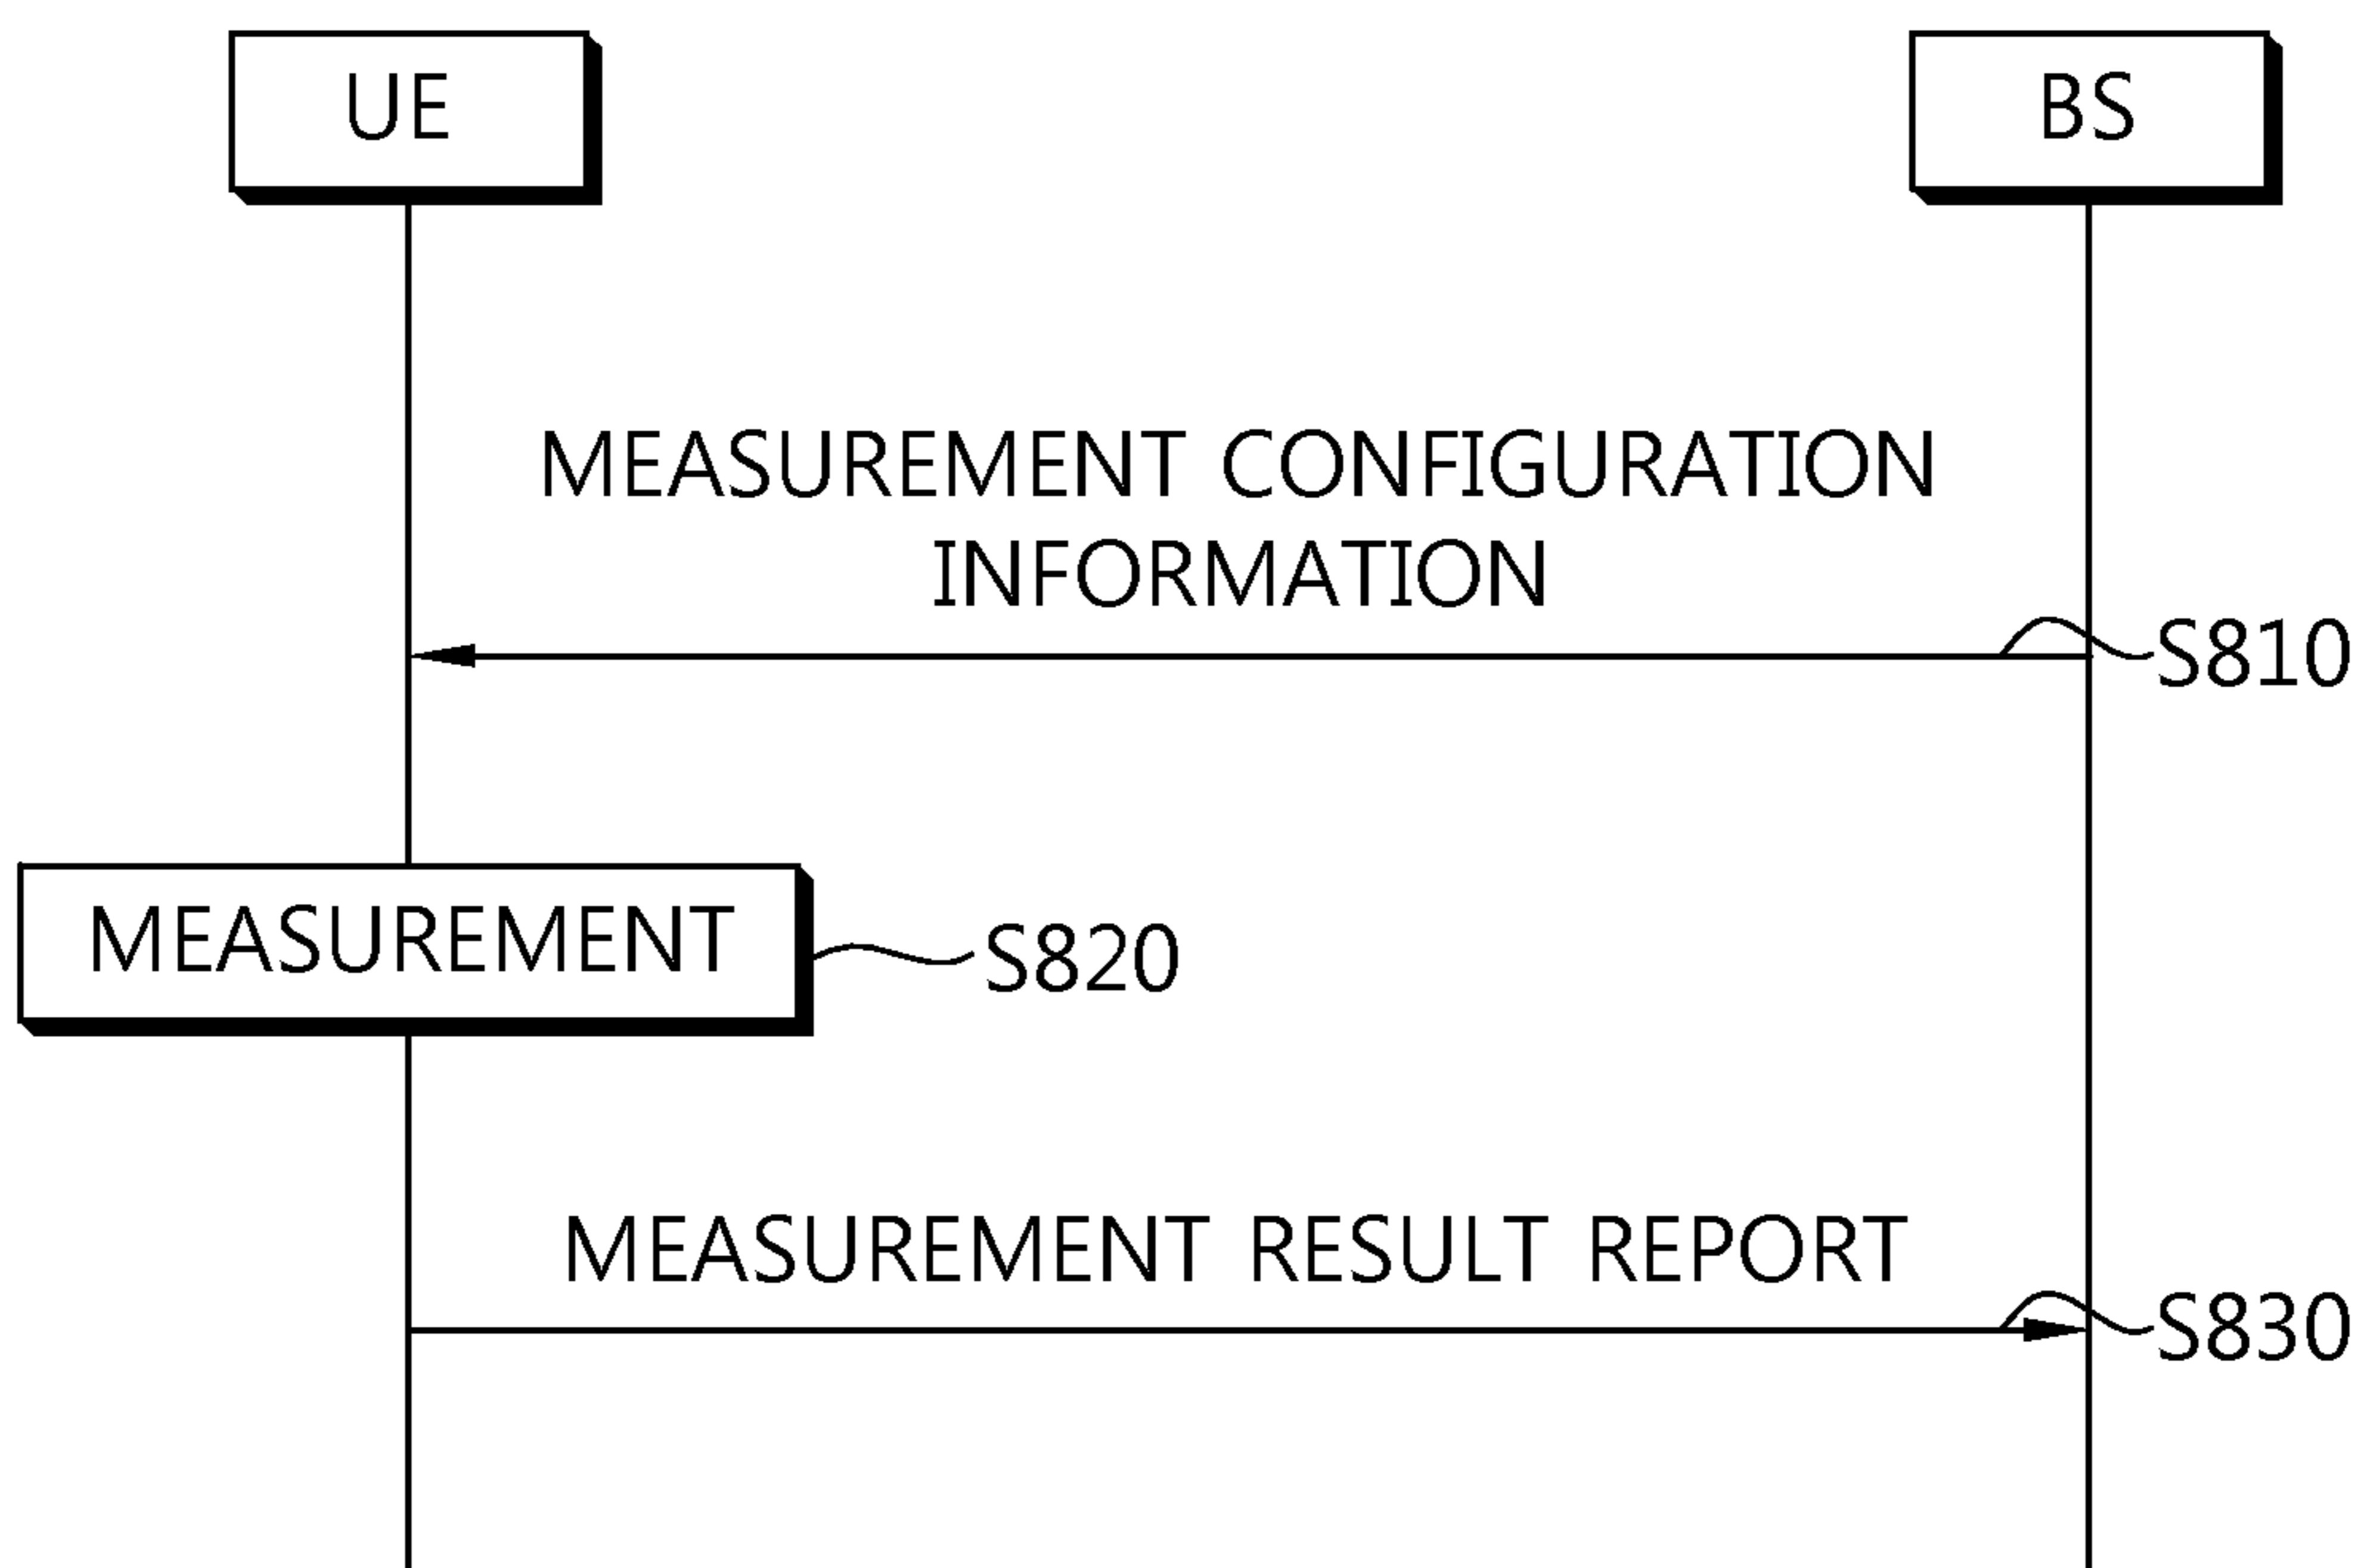 UE
BS
MEASUREMENT CONFIGURATION
INFORMATION
S810
MEASUREMENT
S820
MEASUREMENT RESULT REPORT
S830